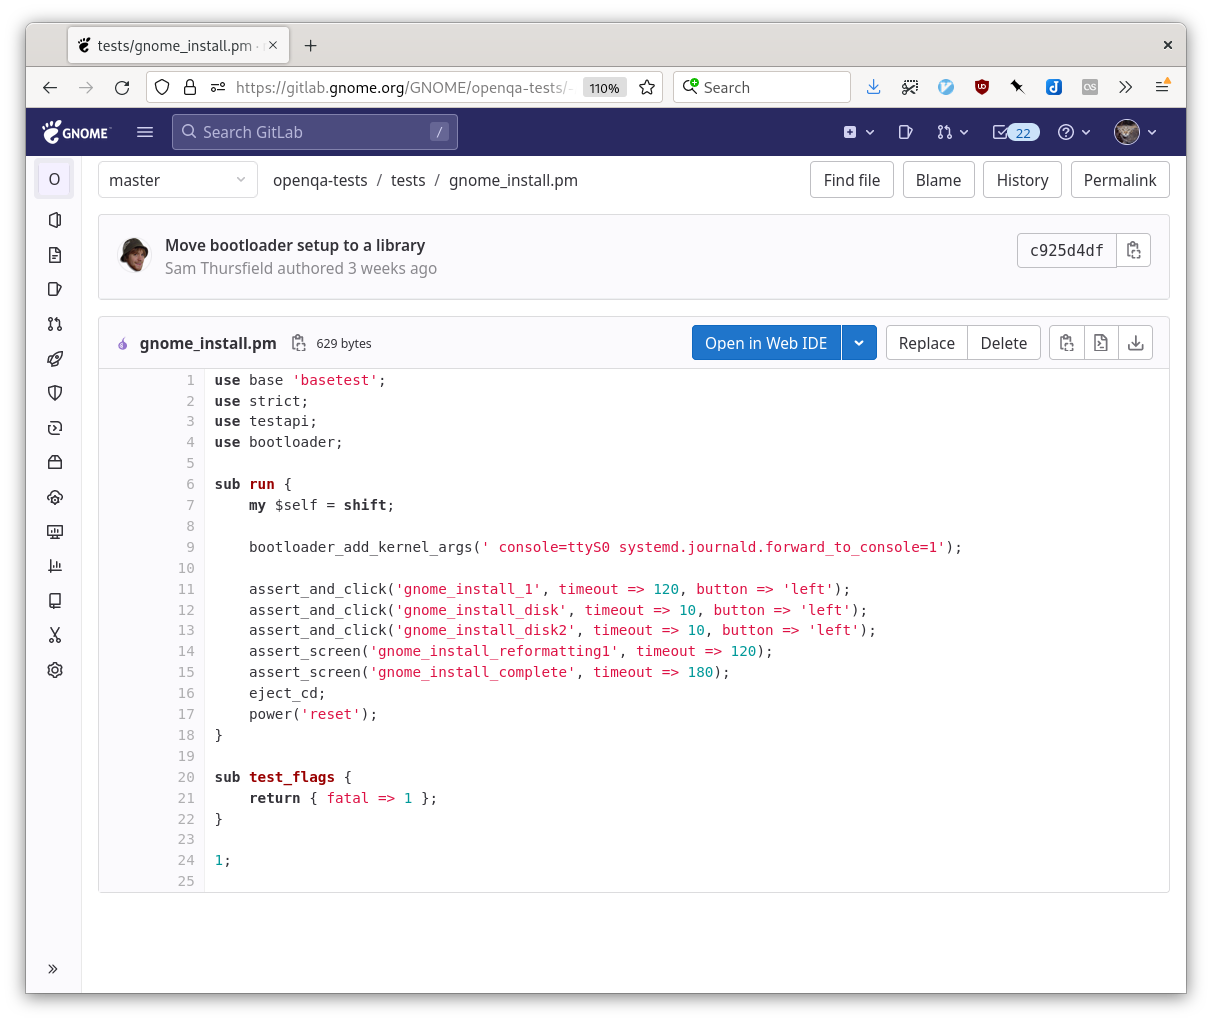 tests/gnome_install.pm ·
https://gitlab.gnome.org/GNOME/openqa-tests/-
110%
Search
GNOME
Search GitLab
/
22
O
master
openqa-tests / tests / gnome_install.pm
Find file
Blame
History
Permalink
Move bootloader setup to a library
Sam Thursfield authored 3 weeks ago
c925d4df
gnome_install.pm
629 bytes
Open in Web IDE
Replace
Delete
1 use base 'basetest';
2 use strict;
3 use testapi;
4 use bootloader;
5
6 sub run {
7     my $self = shift;
8
9     bootloader_add_kernel_args(' console=ttyS0 systemd.journald.forward_to_console=1');
10
11     assert_and_click('gnome_install_1', timeout => 120, button => 'left');
12     assert_and_click('gnome_install_disk', timeout => 10, button => 'left');
13     assert_and_click('gnome_install_disk2', timeout => 10, button => 'left');
14     assert_screen('gnome_install_reformatting1', timeout => 120);
15     assert_screen('gnome_install_complete', timeout => 180);
16     eject_cd;
17     power('reset');
18 }
19
20 sub test_flags {
21     return { fatal => 1 };
22 }
23
24 1;
25